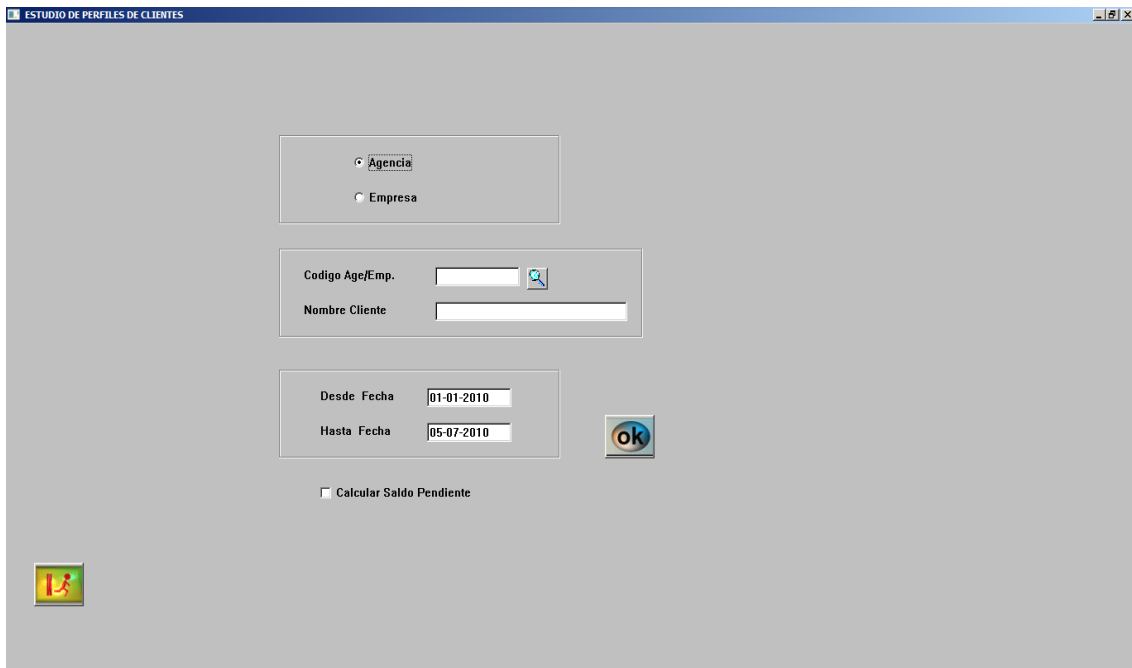 ESTUDIO DE PERFILES DE CLIENTES
Agencia
Empresa
Codigo Age/Emp.
Nombre Cliente
Desde Fecha 01-01-2010
Hasta Fecha 05-07-2010
ok
Calcular Saldo Pendiente